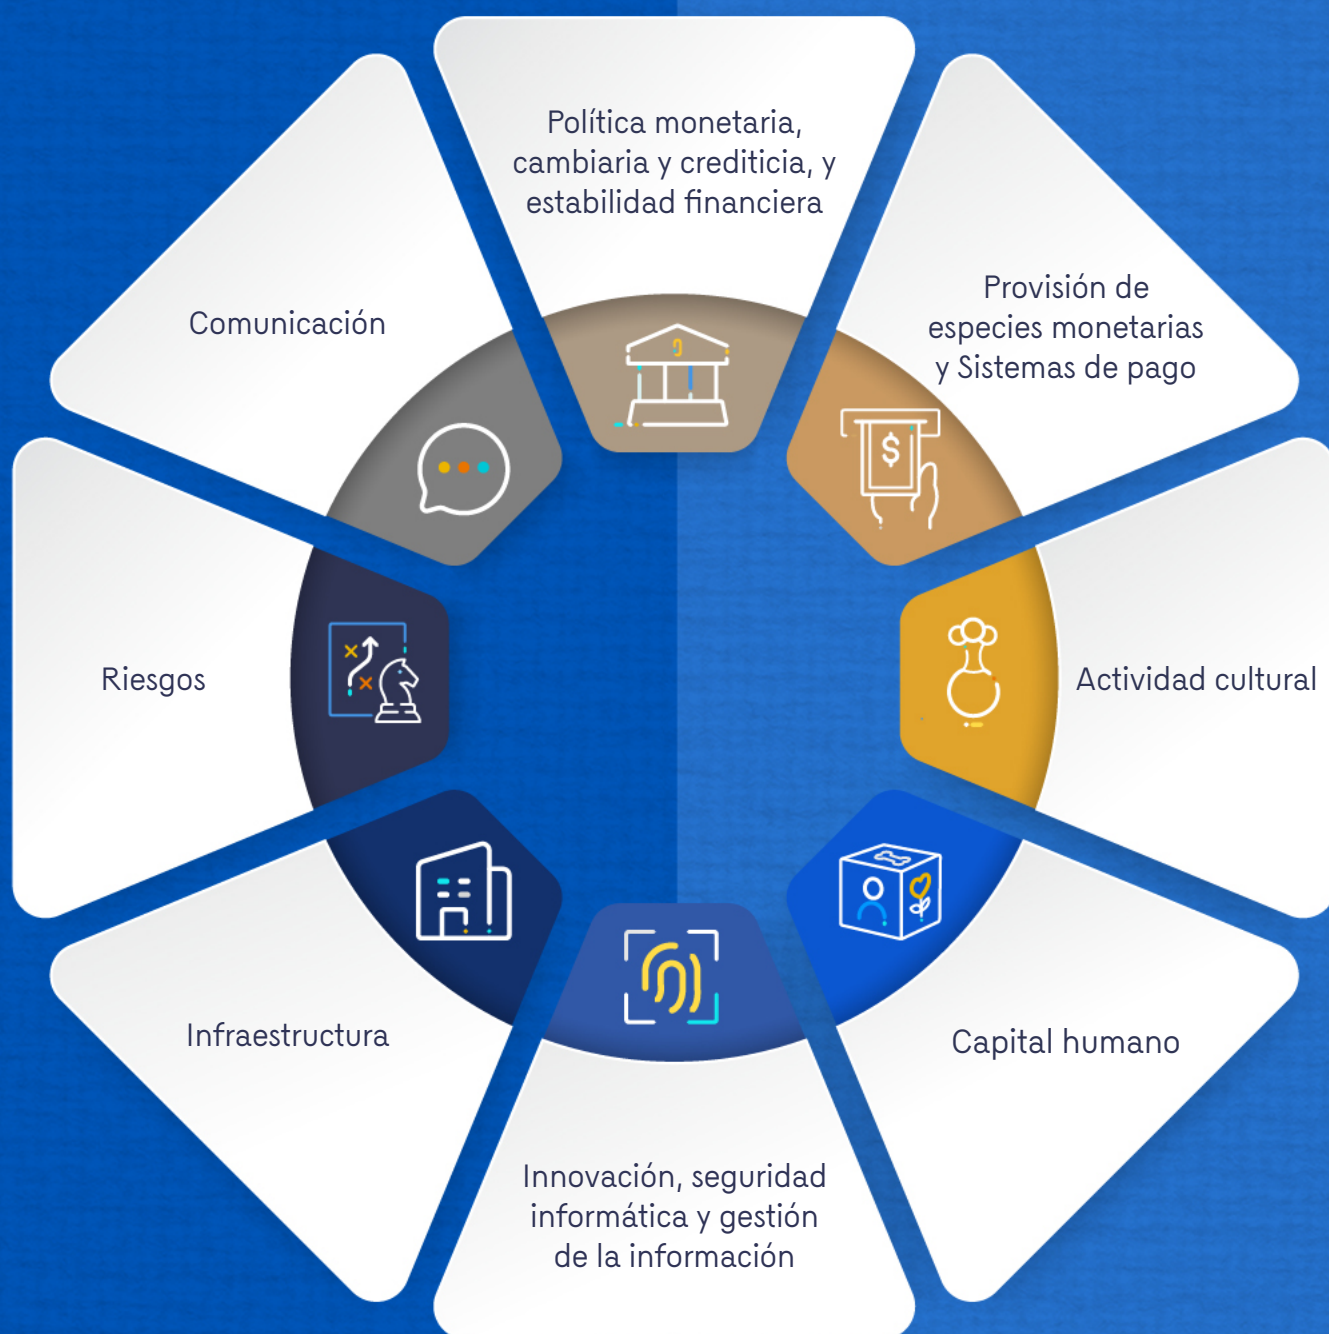 Política monetaria,
cambiaria y crediticia, y
estabilidad financiera
Provisión de
especies monetarias
y Sistemas de pago
Actividad cultural
Capital humano
Innovación, seguridad
informática y gestión
de la información
Infraestructura
Riesgos
Comunicación
$